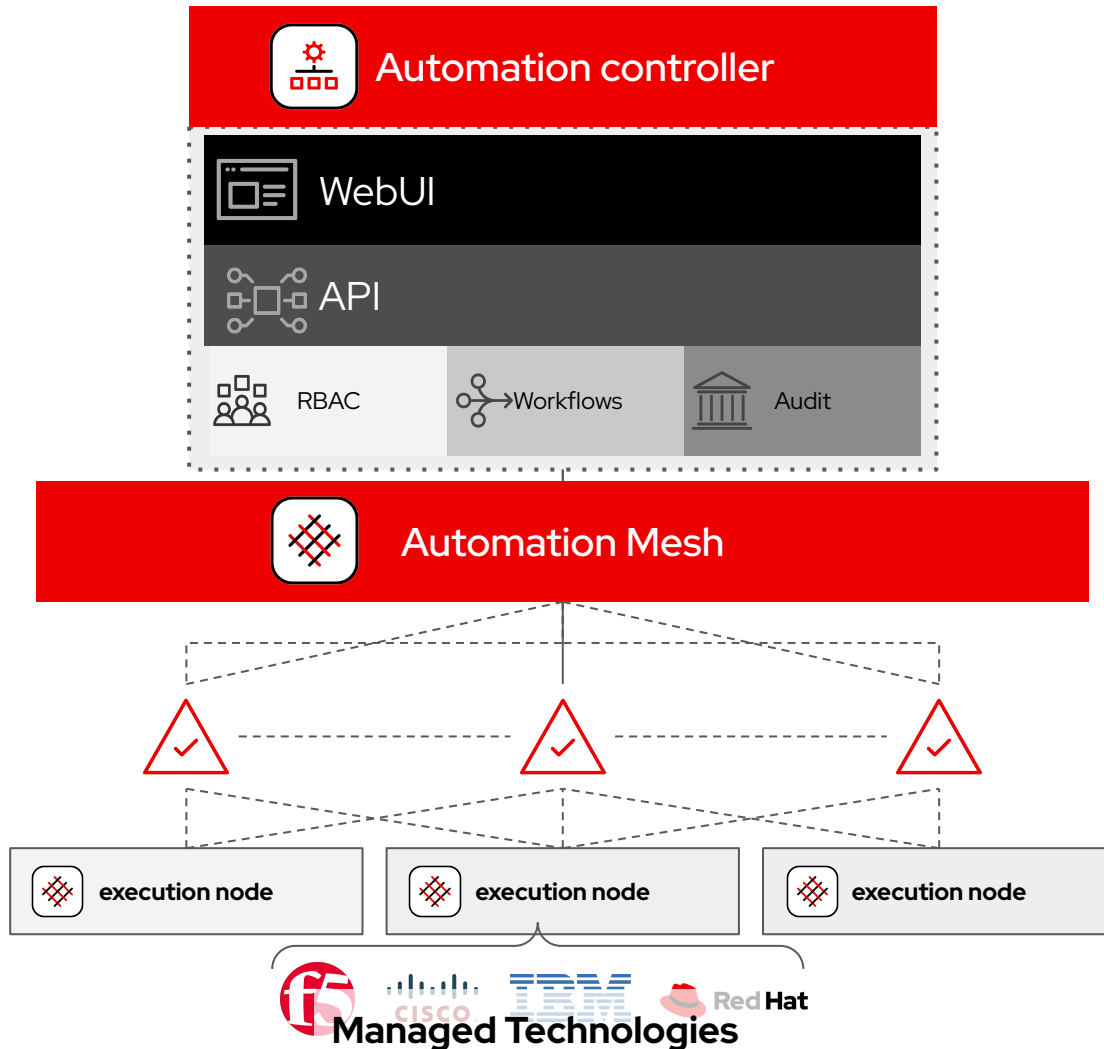 Automation controller
WebUI
API
RBAC
Workflows
Audit
Automation Mesh
execution node
execution node
execution node
f5
CISCO
IBM
Red Hat
Managed Technologies